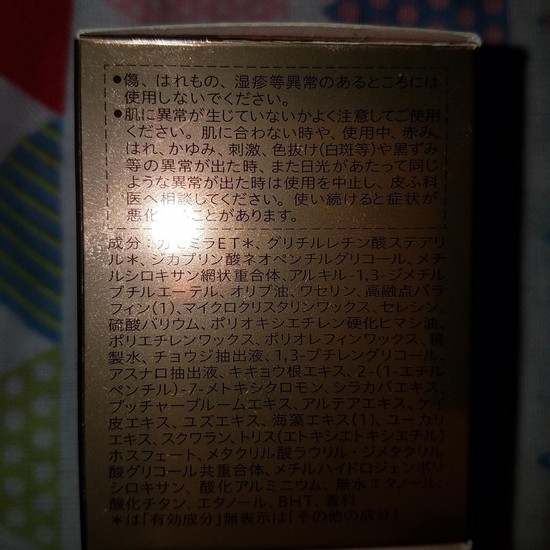 ●傷、はれもの、湿疹等異常のあるところには
使用しないでください。
●肌に異常が生じていないかよく注意してご使用
ください。肌に合わない時や、使用中、赤み、
はれ、かゆみ、刺激、色抜け(白斑等)や黒ずみ
等の異常が出た時、また日光があたって同じ
ような異常が出た時は使用を中止し、皮ふ科
医へ相談してください。使い続けると症状が
悪化することがあります。
成分:カモミラET*、グリチルレチン酸ステアリ
ル*、ジカプリン酸ネオペンチルグリコール、メチ
ルシロキサン網状重合体、アルキル-1,3-ジメチル
ブチルエーテル、オリブ油、ワセリン、高融点パラ
フィン(1)、マイクロクリスタリンワックス、セレシン、
硫酸バリウム、ポリオキシエチレン硬化ヒマシ油、
ポリエチレンワックス、ポリオレフィンワックス、精
製水、チョウジ抽出液、1,3-ブチレングリコール、
アスナロ抽出液、キキョウ根エキス、2-(1-エチル
ペンチル)-7-メトキシクロモン、シラカバエキス、
ブッチャーブルームエキス、アルテアエキス、ケイ
皮エキス、ユズエキス、海藻エキス(1)、ユーカリ
エキス、スクワラン、トリス(エトキシエトキシエチル)
ホスフェート、メタクリル酸ラウリル・ジメタクリル
酸グリコール共重合体、メチルハイドロジェンポリ
シロキサン、酸化アルミニウム、無水エタノール、
酸化チタン、エタノール、BHT、香料
*は「有効成分」無表示は「その他の成分」